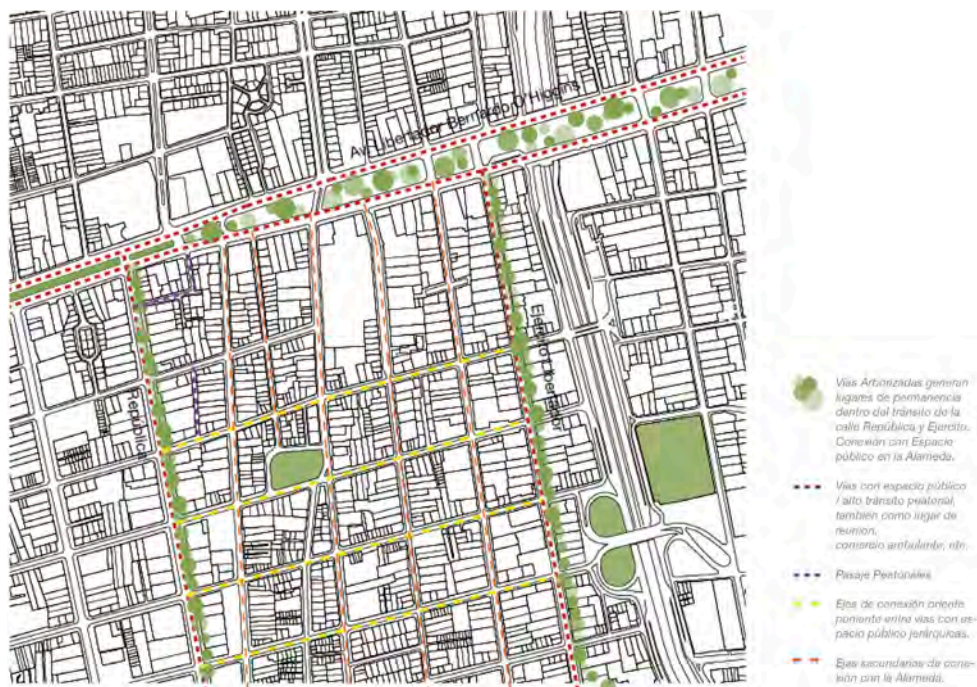 Av. Libertador Bernardo O'Higgins
República
Ejercito Libertador
Vías Arborizadas generan
lugares de permanencia
dentro del tránsito de la
calle República y Ejercito.
Conexión con Espacio
público en la Alameda.
Vías con espacio público
/ alto tránsito peatonal,
también como lugar de
reunión,
comercio ambulante, etc.
Pasaje Peatonales
Ejes de conexión oriente
poniente entre vías con es-
pacio público jerárquicas.
Ejes secundarios de cone-
xión con la Alameda.